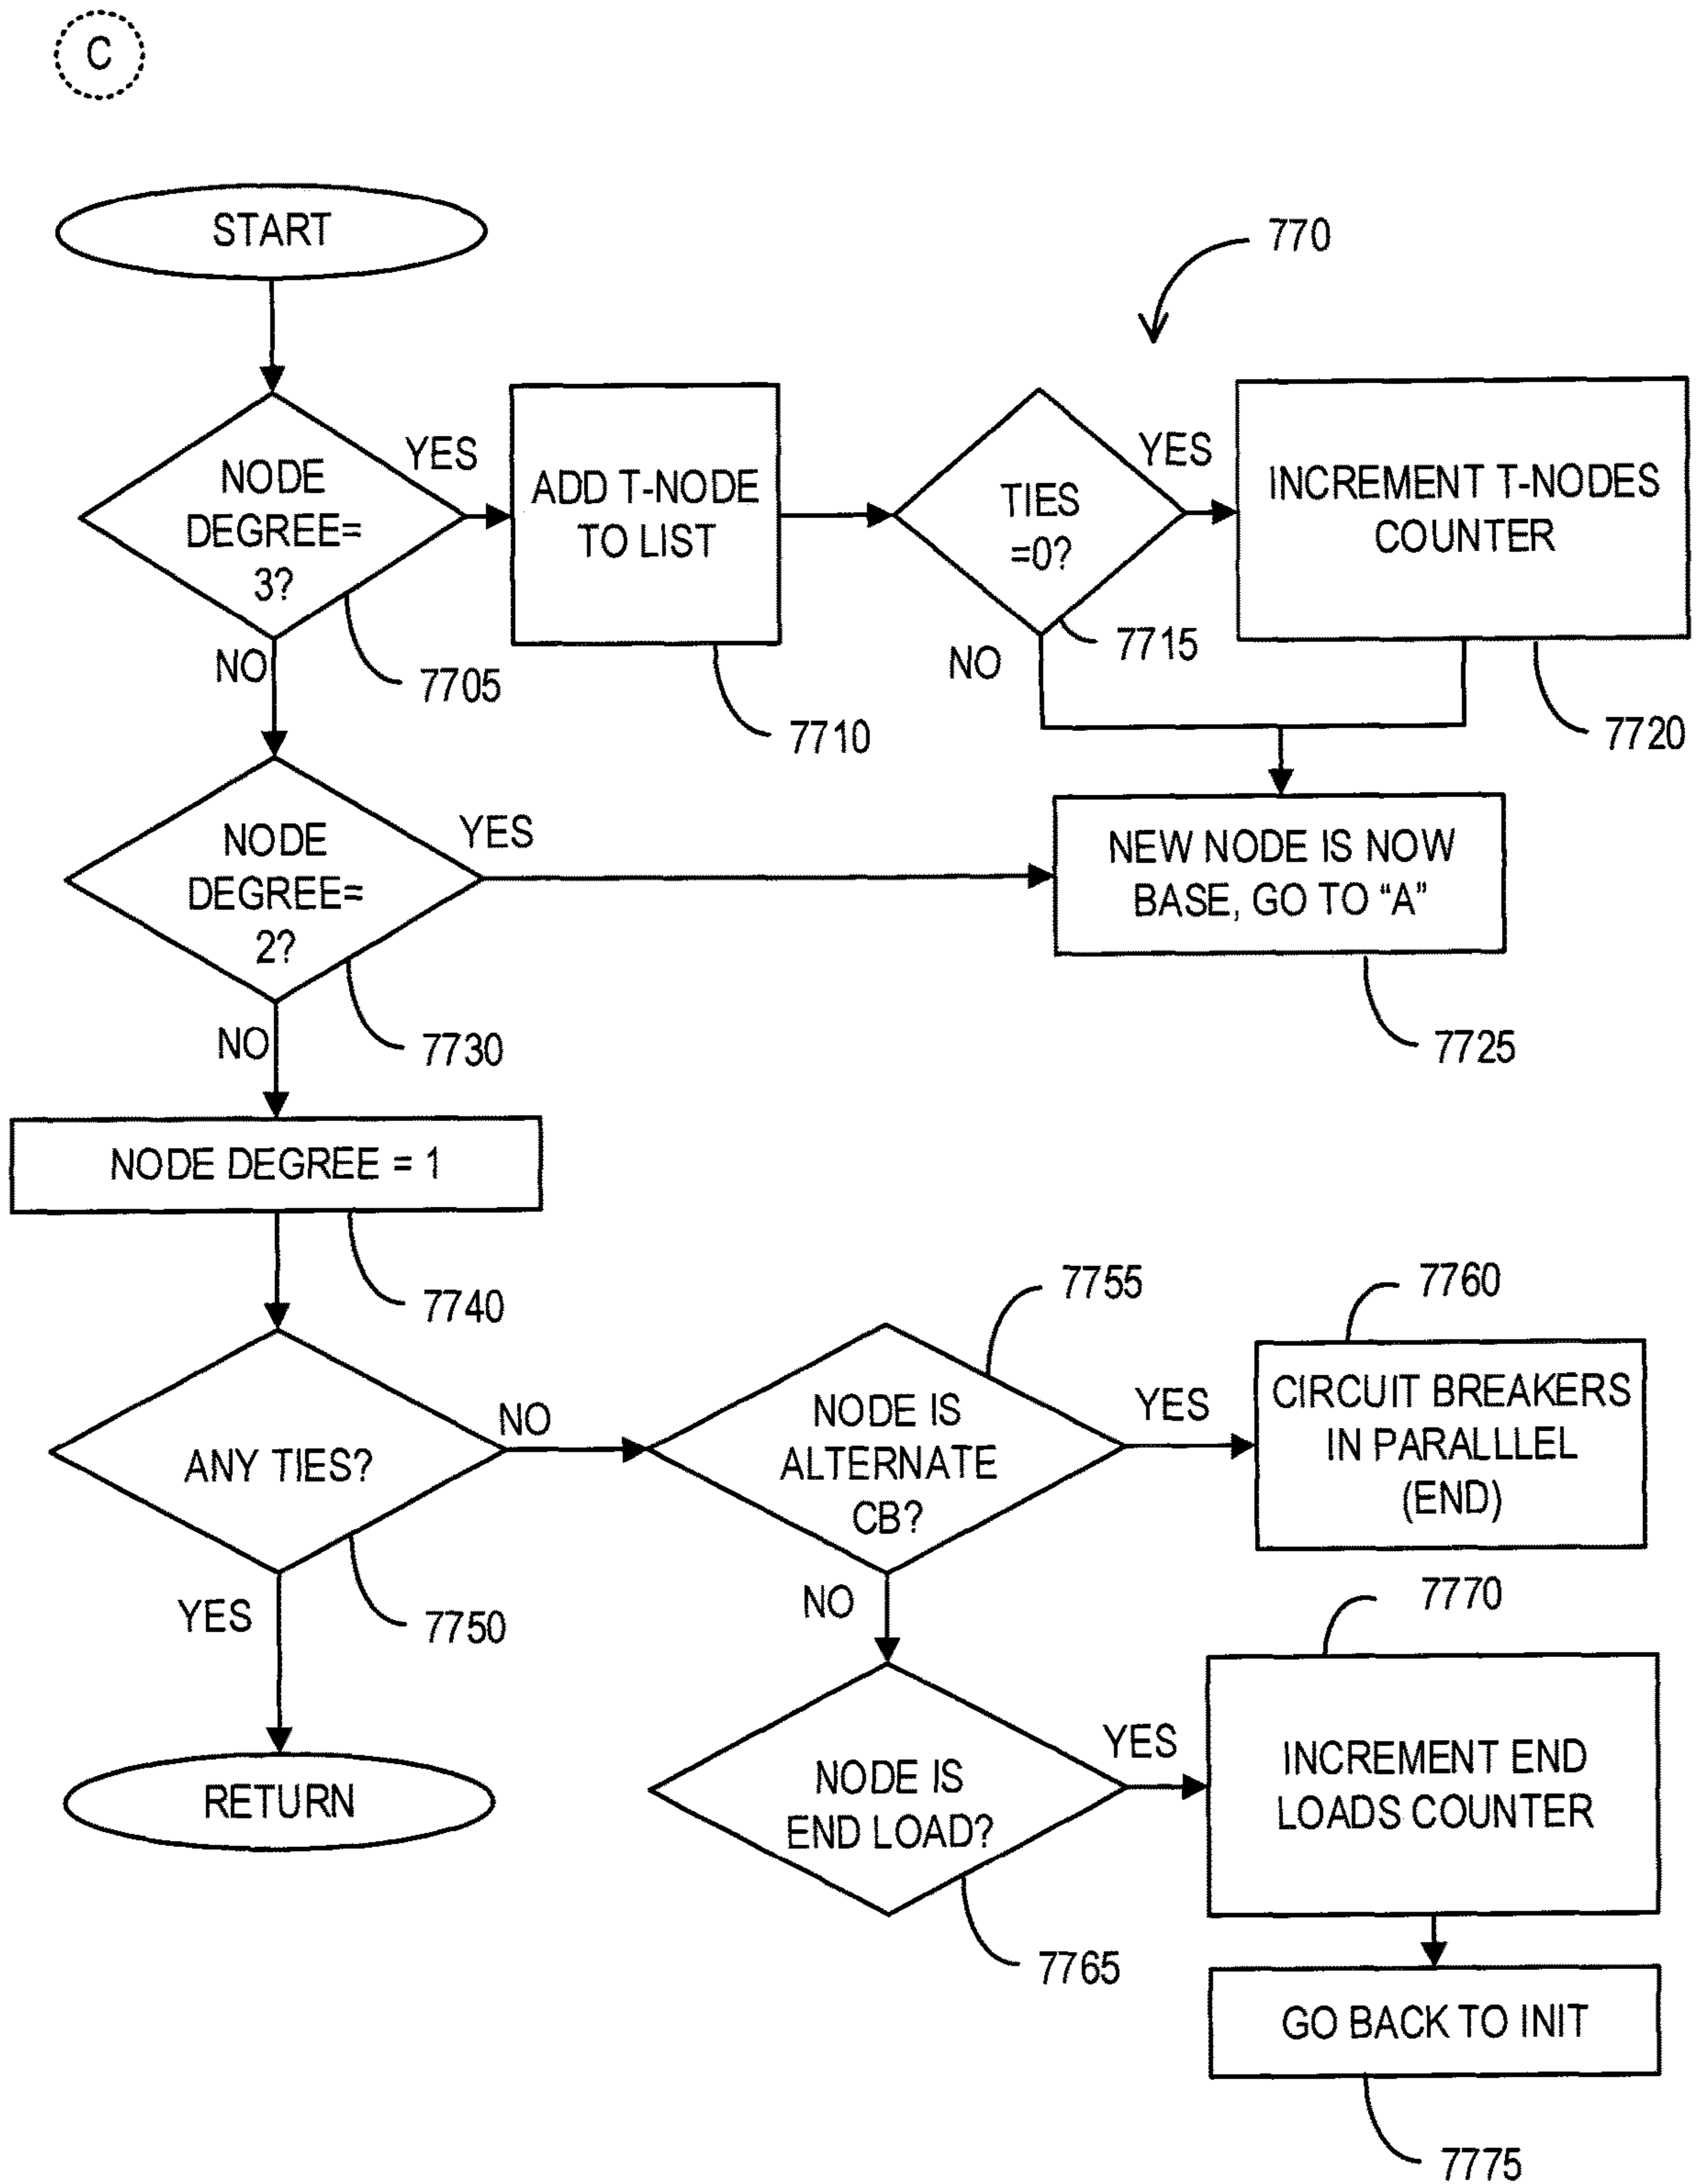 C
START
770
NODE
DEGREE=
3?
YES
NO
7705
ADD T-NODE
TO LIST
7710
TIES
=0?
YES
NO
7715
INCREMENT T-NODES
COUNTER
7720
NODE
DEGREE=
2?
YES
NO
7730
NEW NODE IS NOW
BASE, GO TO “A”
7725
NODE DEGREE = 1
7740
ANY TIES?
NO
YES
7750
RETURN
7755
NODE IS
ALTERNATE
CB?
YES
NO
7760
CIRCUIT BREAKERS
IN PARALLLEL
(END)
NODE IS
END LOAD?
YES
7765
7770
INCREMENT END
LOADS COUNTER
GO BACK TO INIT
7775